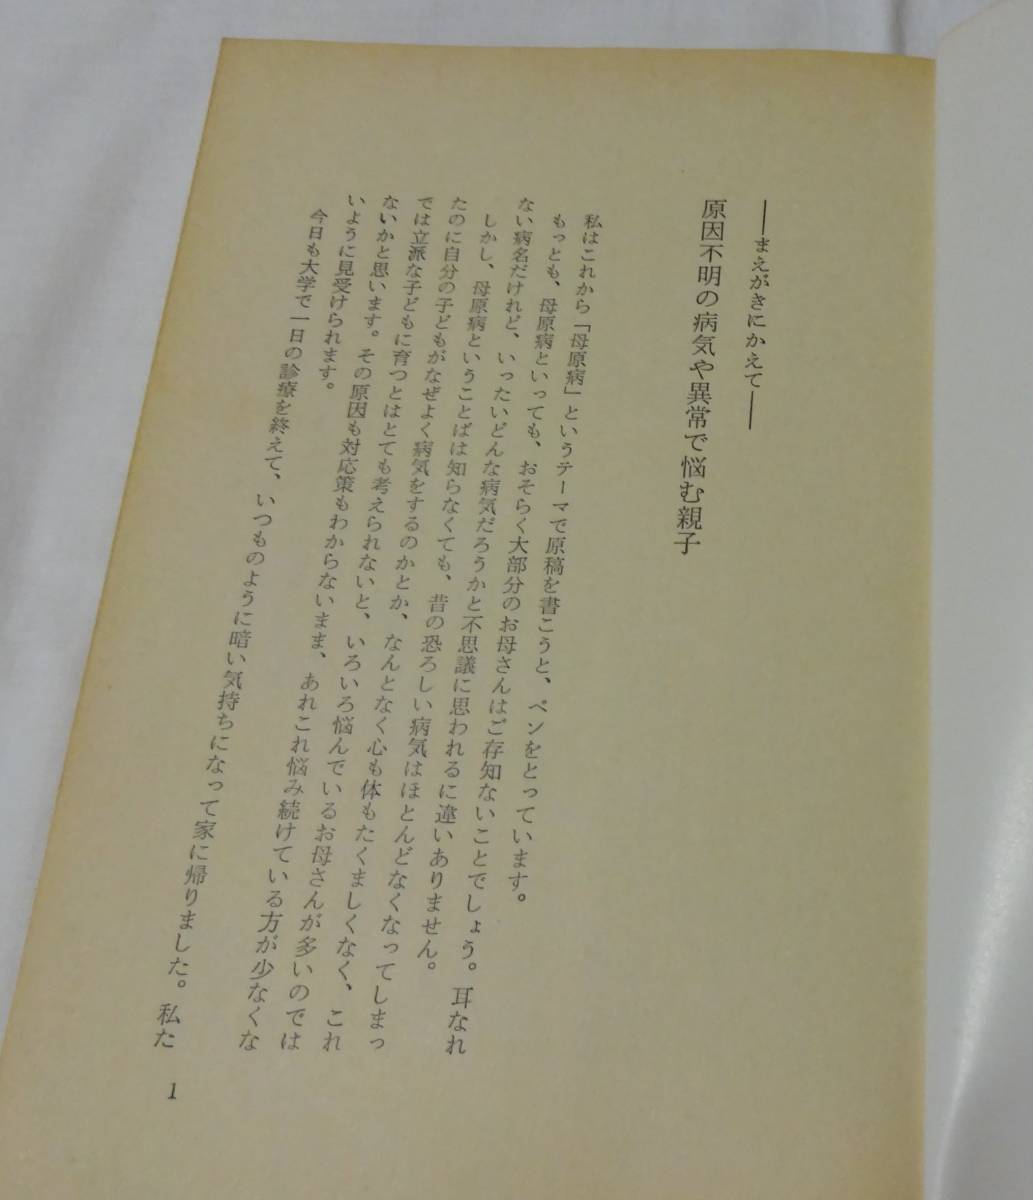 ──まえがきにかえて──
原因不明の病気や異常で悩む親子
私はこれから「母原病」というテーマで原稿を書こうと、ペンをとっています。
もっとも、母原病といっても、おそらく大部分のお母さんはご存知ないことでしょう。耳なれ
ない病名だけれど、いったいどんな病気だろうかと不思議に思われるに違いありません。
しかし、母原病ということばは知らなくても、昔の恐ろしい病気はほとんどなくなってしまっ
たのに自分の子どもがなぜよく病気をするのかとか、なんとなく心も体もたくましくなく、これ
では立派な子どもに育つとはとても考えられないと、いろいろ悩んでいるお母さんが多いのでは
ないかと思います。その原因も対応策もわからないまま、あれこれ悩み続けている方が少なくな
いように見受けられます。
今日も大学で一日の診療を終えて、いつものように暗い気持ちになって家に帰りました。私た
1